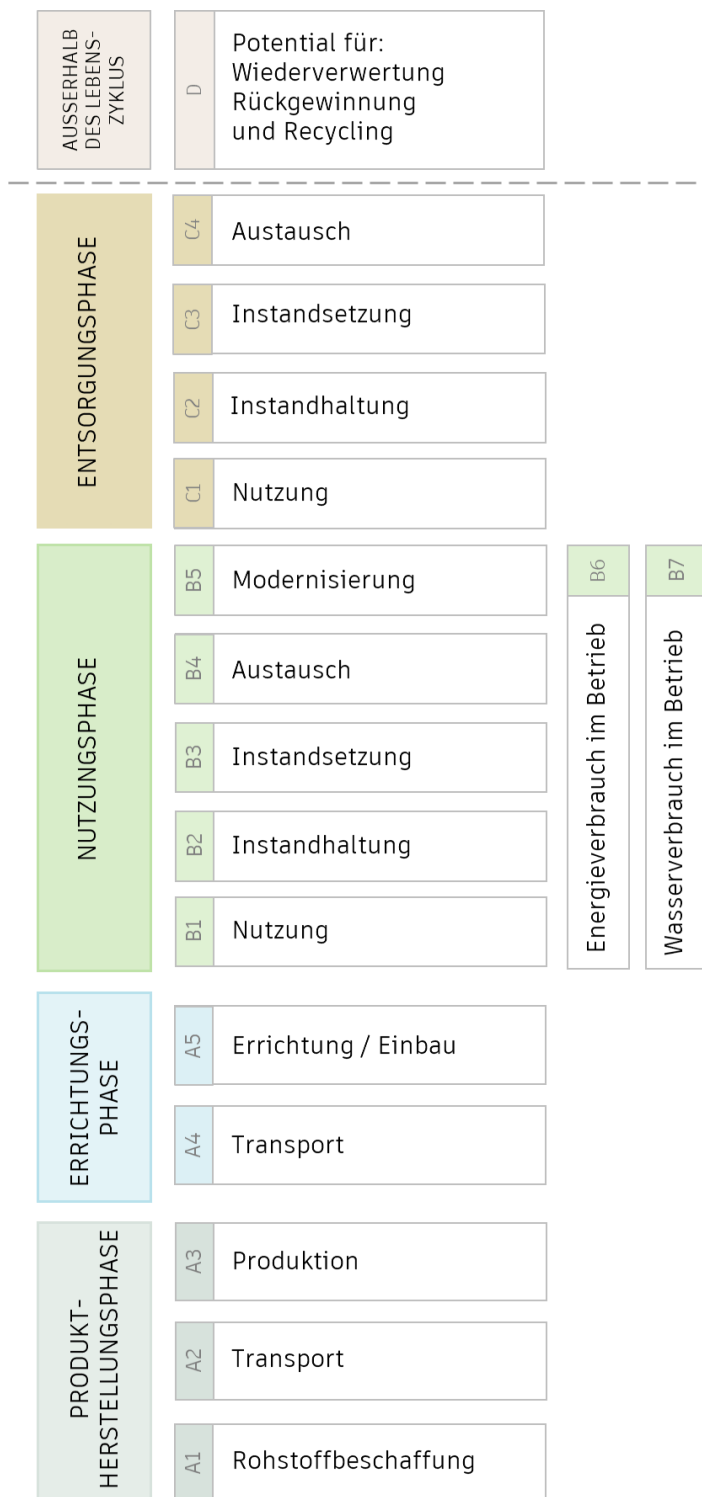 AUSSERHALB
DES LEBENS-
ZYKLUS
D
Potential für:
Wiederverwertung
Rückgewinnung
und Recycling
ENTSORGUNGSPHASE
C4
Austausch
C3
Instandsetzung
C2
Instandhaltung
C1
Nutzung
NUTZUNGSPHASE
B5
Modernisierung
B4
Austausch
B3
Instandsetzung
B2
Instandhaltung
B1
Nutzung
B6
Energieverbrauch im Betrieb
B7
Wasserverbrauch im Betrieb
ERRICHTUNGS-
PHASE
A5
Errichtung / Einbau
A4
Transport
PRODUKT-
HERSTELLUNGSPHASE
A3
Produktion
A2
Transport
A1
Rohstoffbeschaffung